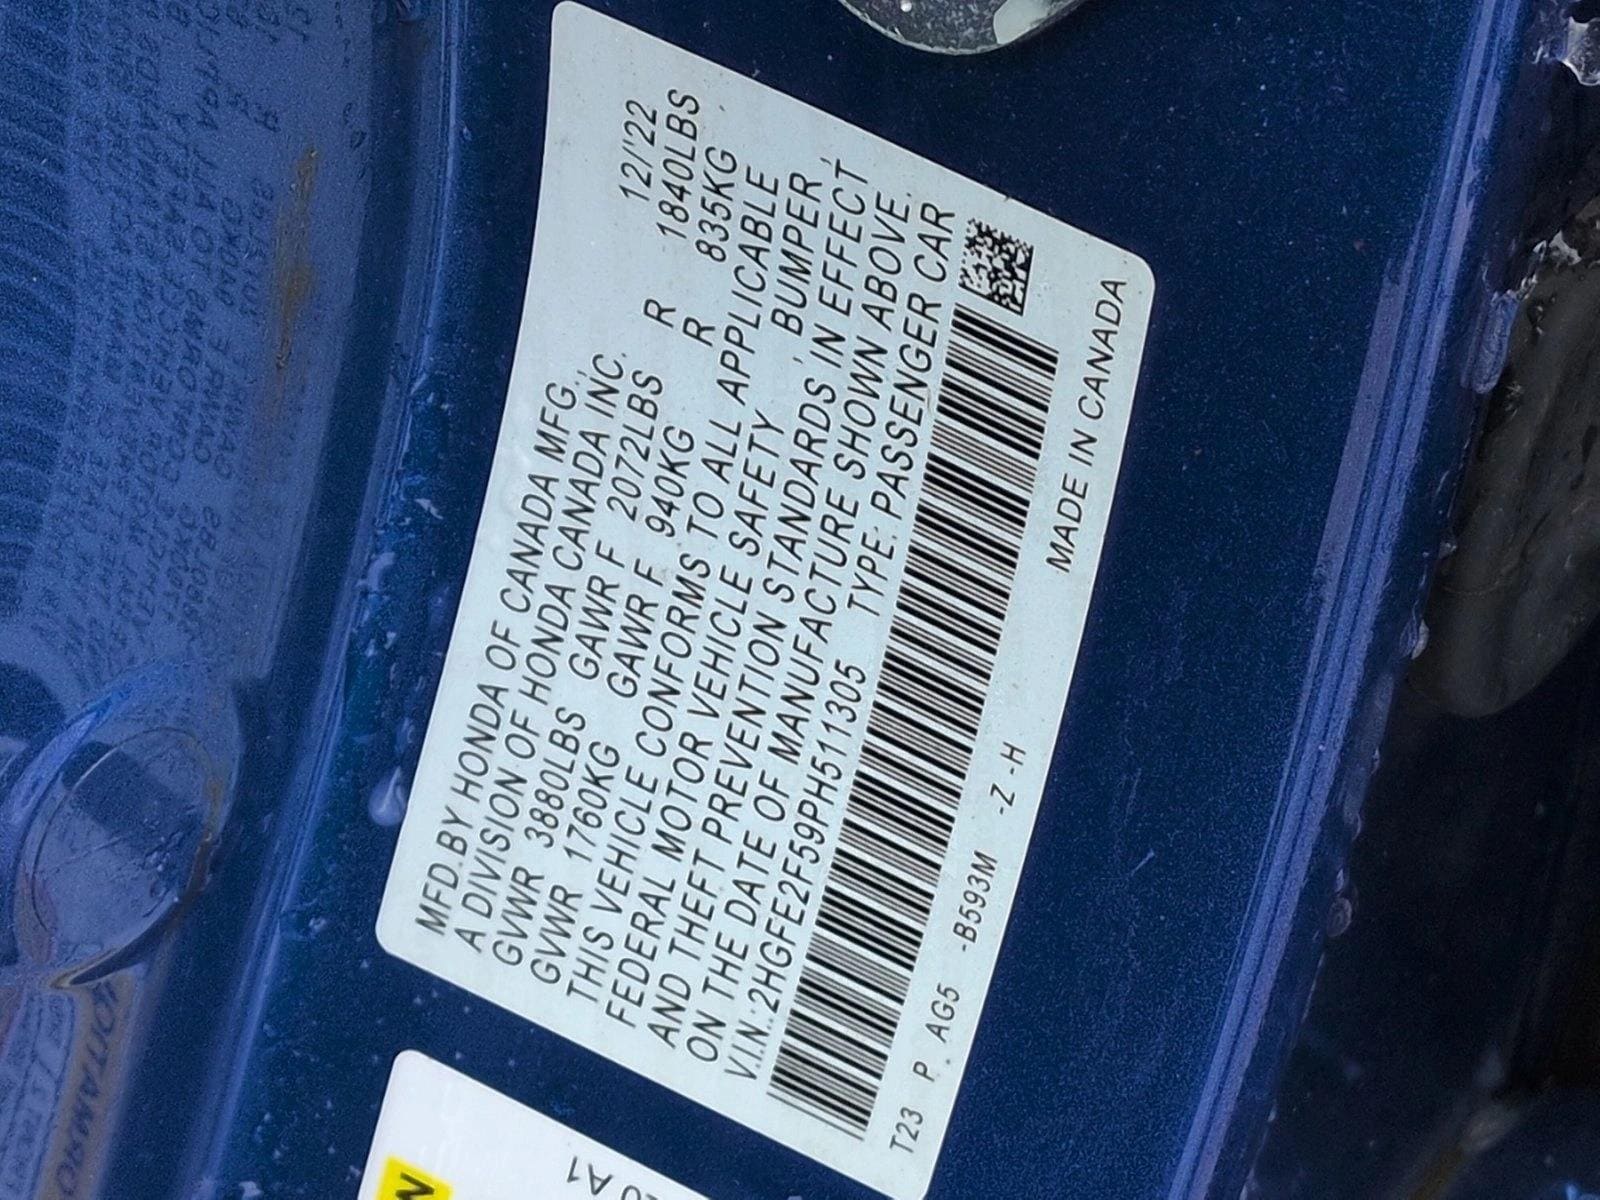 MFD.BY HONDA OF CANADA MFG.,
A DIVISION OF HONDA CANADA INC. 12/'22
GVWR 3880LBS GAWR F 2072LBS R 1840LBS
GVWR 1760KG GAWR F 940KG R 835KG
THIS VEHICLE CONFORMS TO ALL APPLICABLE
FEDERAL MOTOR VEHICLE SAFETY, BUMPER,
AND THEFT PREVENTION STANDARDS IN EFFECT
ON THE DATE OF MANUFACTURE SHOWN ABOVE.
V.I.N.:2HGFE2F59PH511305 TYPE: PASSENGER CAR
T23 P. AG5 -B593M -Z -H MADE IN CANADA
A1